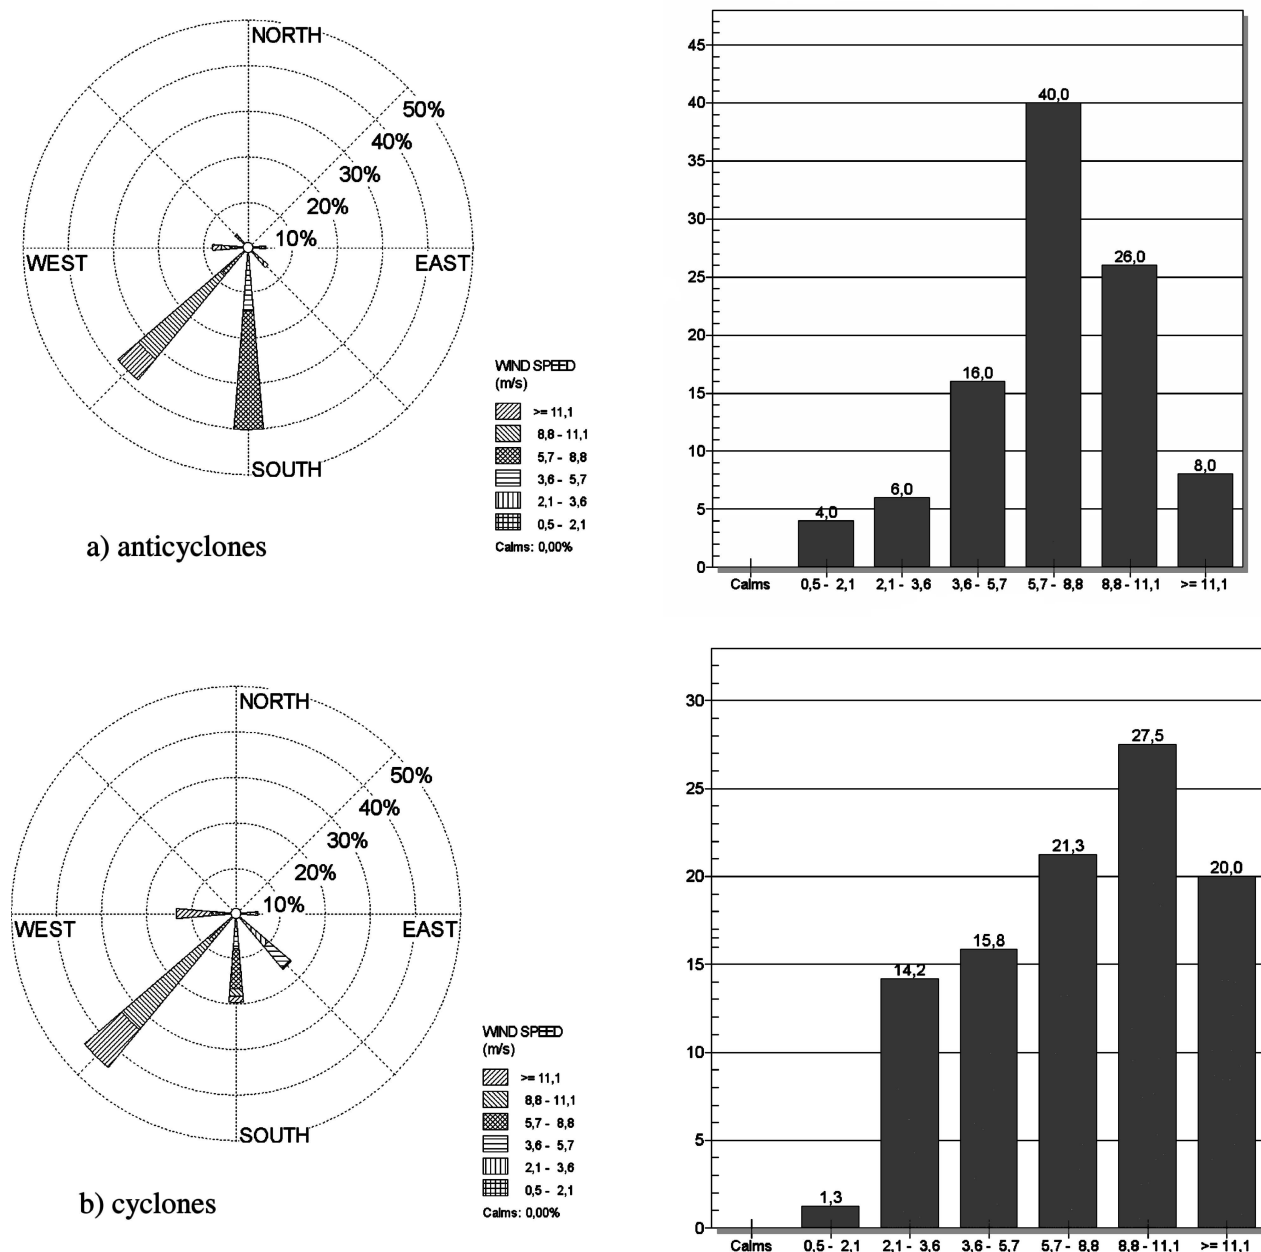 NORTH
50%
40%
30%
20%
10%
WEST
EAST
SOUTH
WIND SPEED
(m/s)
>= 11,1
8,8 - 11,1
5,7 - 8,8
3,6 - 5,7
2,1 - 3,6
0,5 - 2,1
Calms: 0,00%
a) anticyclones
45
40
35
30
25
20
15
10
5
0
4,0
6,0
16,0
40,0
26,0
8,0
Calms
0,5 - 2,1
2,1 - 3,6
3,6 - 5,7
5,7 - 8,8
8,8 - 11,1
>= 11,1
NORTH
50%
40%
30%
20%
10%
WEST
EAST
SOUTH
WIND SPEED
(m/s)
>= 11,1
8,8 - 11,1
5,7 - 8,8
3,6 - 5,7
2,1 - 3,6
0,5 - 2,1
Calms: 0,00%
b) cyclones
30
25
20
15
10
5
0
1,3
14,2
15,8
21,3
27,5
20,0
Calms
0,5 - 2,1
2,1 - 3,6
3,6 - 5,7
5,7 - 8,8
8,8 - 11,1
>= 11,1